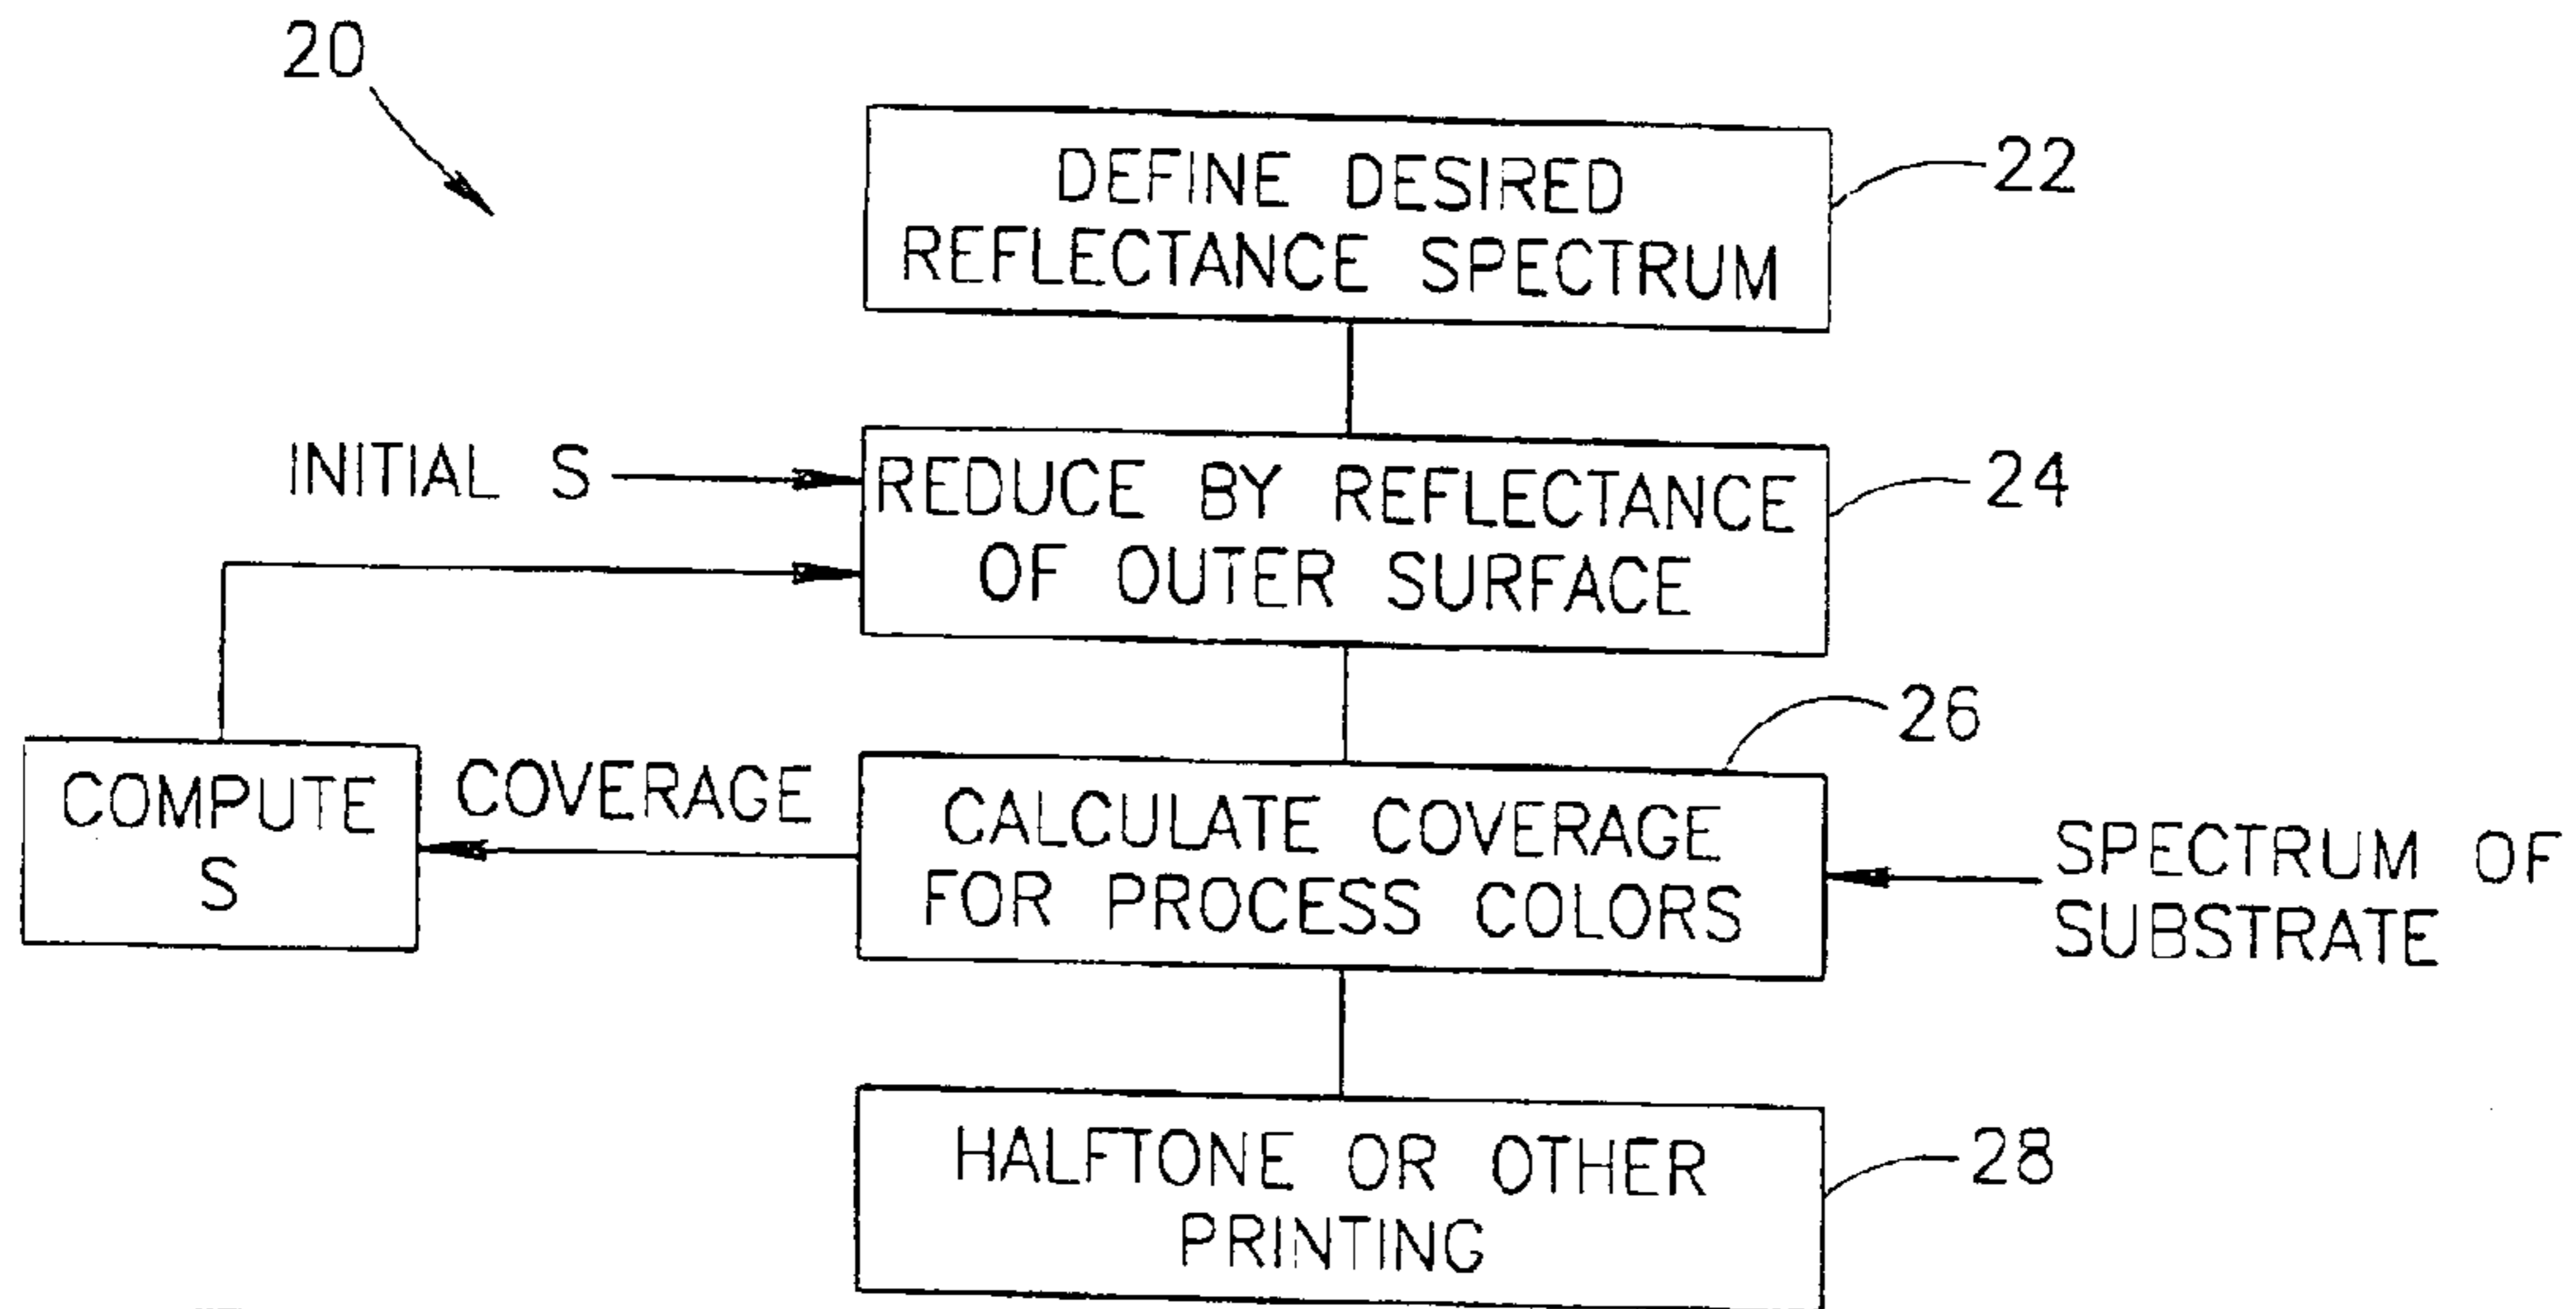 20
DEFINE DESIRED
REFLECTANCE SPECTRUM
22
INITIAL S
REDUCE BY REFLECTANCE
OF OUTER SURFACE
24
26
COMPUTE
S
COVERAGE
CALCULATE COVERAGE
FOR PROCESS COLORS
SPECTRUM OF
SUBSTRATE
HALFTONE OR OTHER
PRINTING
28